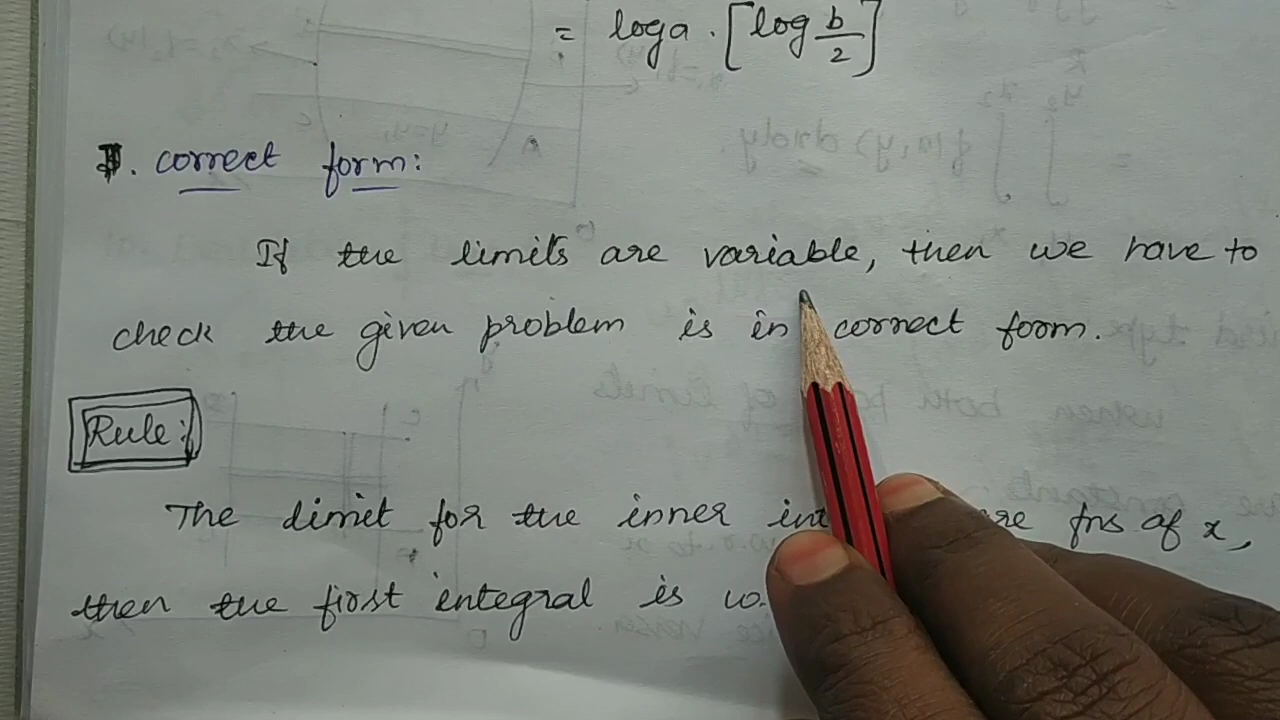 = log a . [log b/2]
I. correct form:
If the limits are variable, then we have to
check the given problem is in correct form.
Rule:
The limit for the inner are fns of x,
then the first integral is